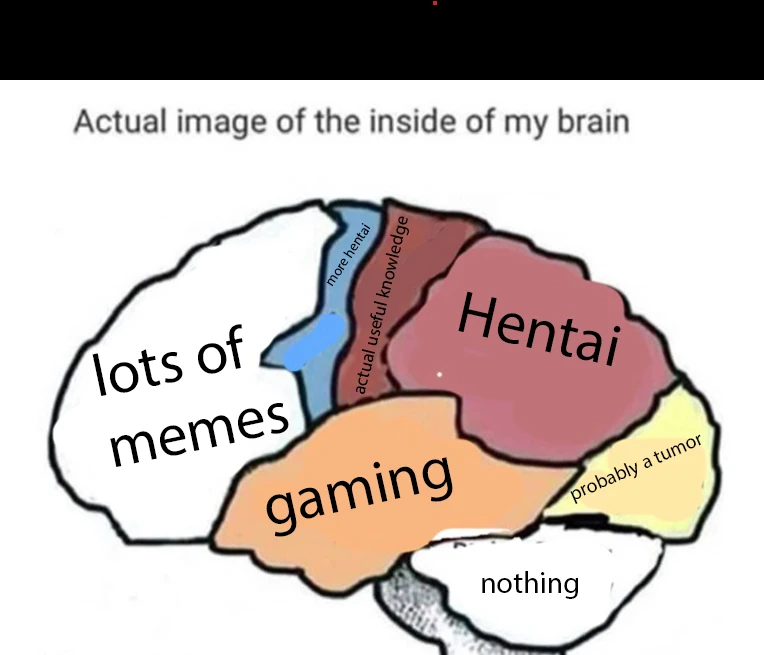 Actual image of the inside of my brain
more hentai
actual useful knowledge
Hentai
lots of
memes
gaming
probably a tumor
nothing